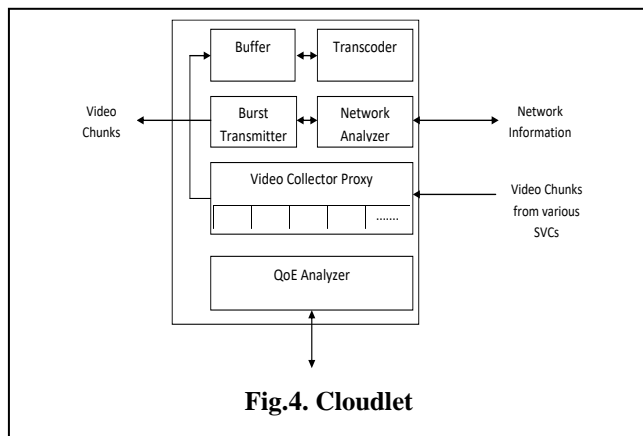 Buffer
Transcoder
Video
Chunks
Burst
Transmitter
Network
Analyzer
Network
Information
Video Collector Proxy
.......
Video Chunks
from various
SVCs
QoE Analyzer
Fig.4. Cloudlet